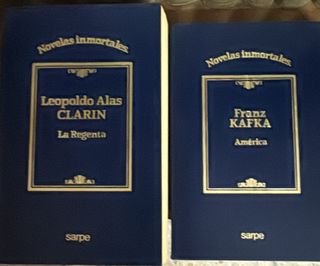 Novelas inmortales.
Leopoldo Alas
CLARIN
La Regenta
sarpe
Novelas inmortales.
Franz
KAFKA
América
sarpe